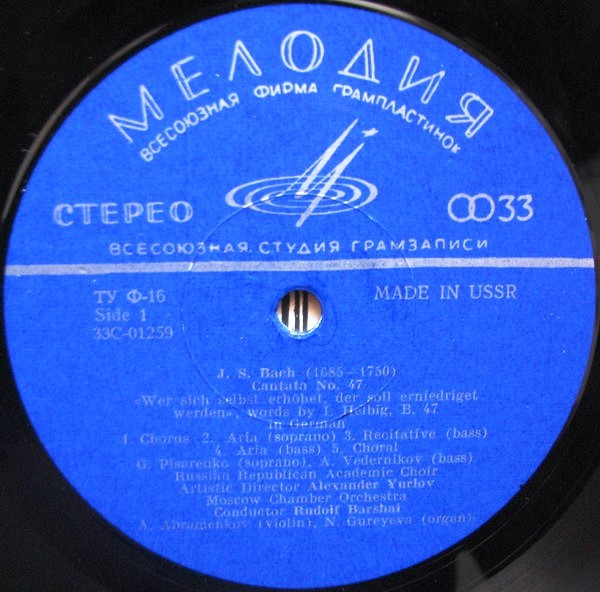 МЕЛОДИЯ
ВСЕСОЮЗНАЯ ФИРМА ГРАМПЛАСТИНОК
СТЕРЕО
33
ВСЕСОЮЗНАЯ СТУДИЯ ГРАМЗАПИСИ
ТУ Ф-16
MADE IN USSR
Side 1
33С-01259
J. S. Bach (1685—1750)
Cantata No. 47
«Wer sich selbst erhöhet, der soll erniedriget
werden», words by I. Helbig, B. 47
in German
1. Chorus 2. Aria (soprano) 3. Recitative (bass)
4. Aria (bass) 5. Choral
G. Pisarenko (soprano), A. Vedernikov (bass)
Russian Republican Academic Choir
Artistic Director Alexander Yurlov
Moscow Chamber Orchestra
Conductor Rudolf Barshai
A. Abramenkov (violin), N. Gureyeva (organ)